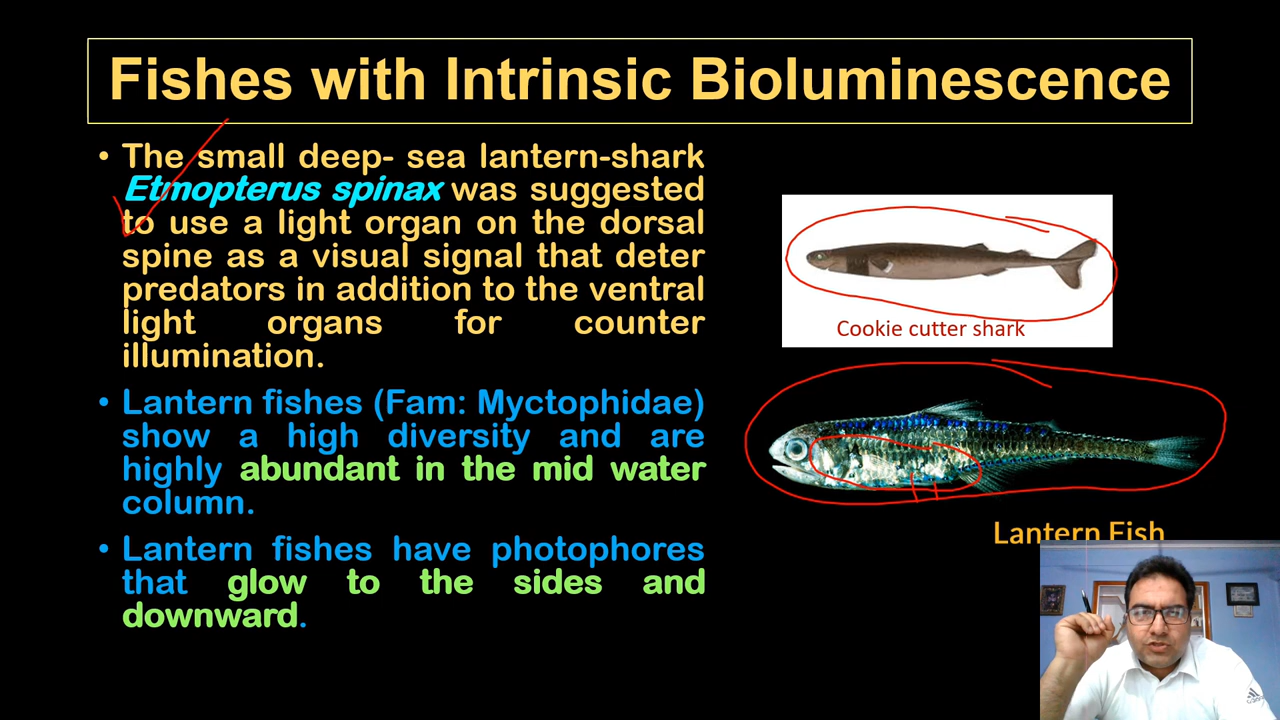 Fishes with Intrinsic Bioluminescence
• The small deep- sea lantern-shark
Etmopterus spinax was suggested
to use a light organ on the dorsal
spine as a visual signal that deter
predators in addition to the ventral
light organs for counter
illumination.
• Lantern fishes (Fam: Myctophidae)
show a high diversity and are
highly abundant in the mid water
column.
• Lantern fishes have photophores
that glow to the sides and
downward.
Cookie cutter shark
Lantern Fish